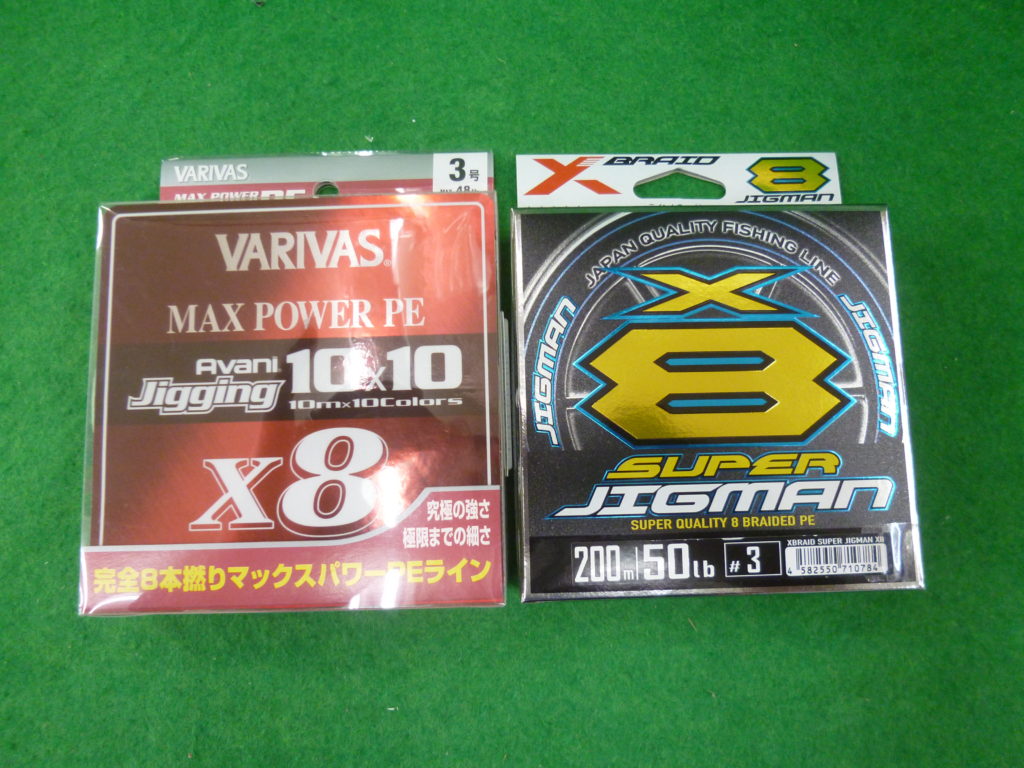 VARIVAS
MAX POWER PE
3号
MAX 48lb
VARIVAS®
MAX POWER PE
Avani
Jigging
10x10
10mx10Colors
x8
究極の強さ
極限までの細さ
完全8本撚りマックスパワーPEライン
X BRAID
8
JIGMAN
JAPAN QUALITY FISHING LINE
JIGMAN
JIGMAN
X
8
SUPER
JIGMAN
SUPER QUALITY 8 BRAIDED PE
200m 50lb #3
XBRAID SUPER JIGMAN X8
4 582550 710784